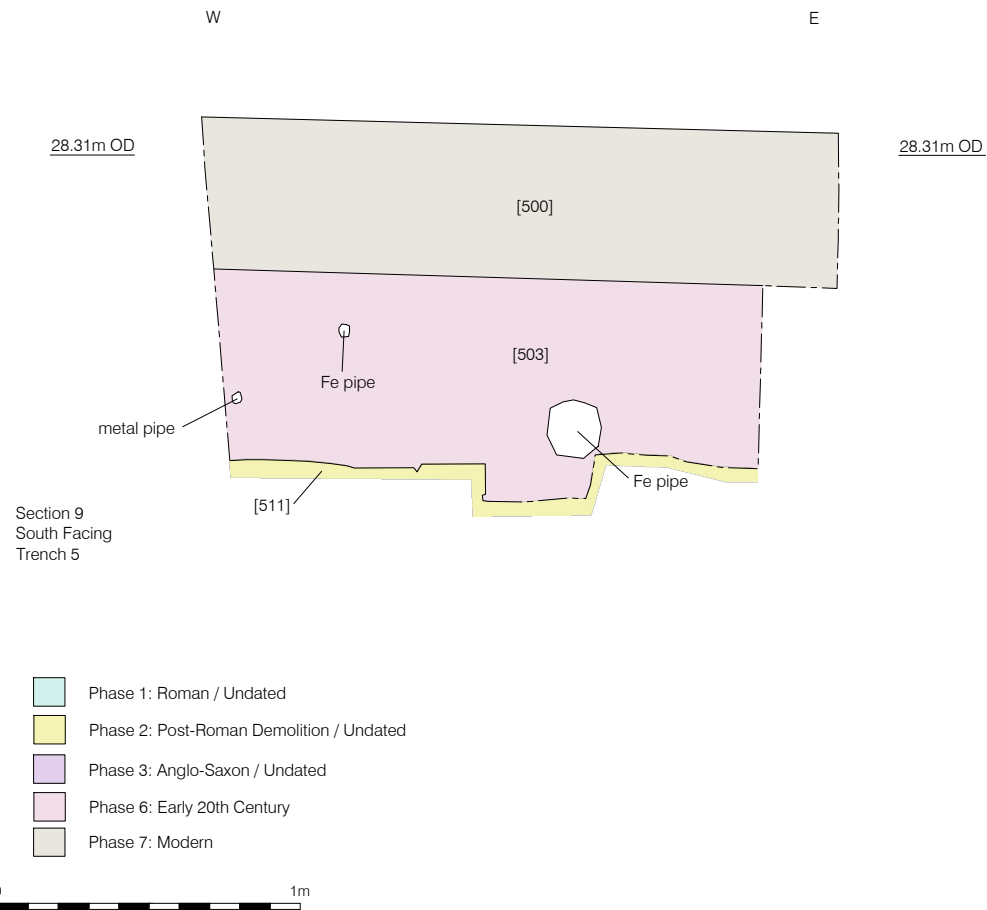 W
E
28.31m OD
28.31m OD
[500]
[503]
Fe pipe
metal pipe
Fe pipe
[511]
Section 9
South Facing
Trench 5
Phase 1: Roman / Undated
Phase 2: Post-Roman Demolition / Undated
Phase 3: Anglo-Saxon / Undated
Phase 6: Early 20th Century
Phase 7: Modern
1m